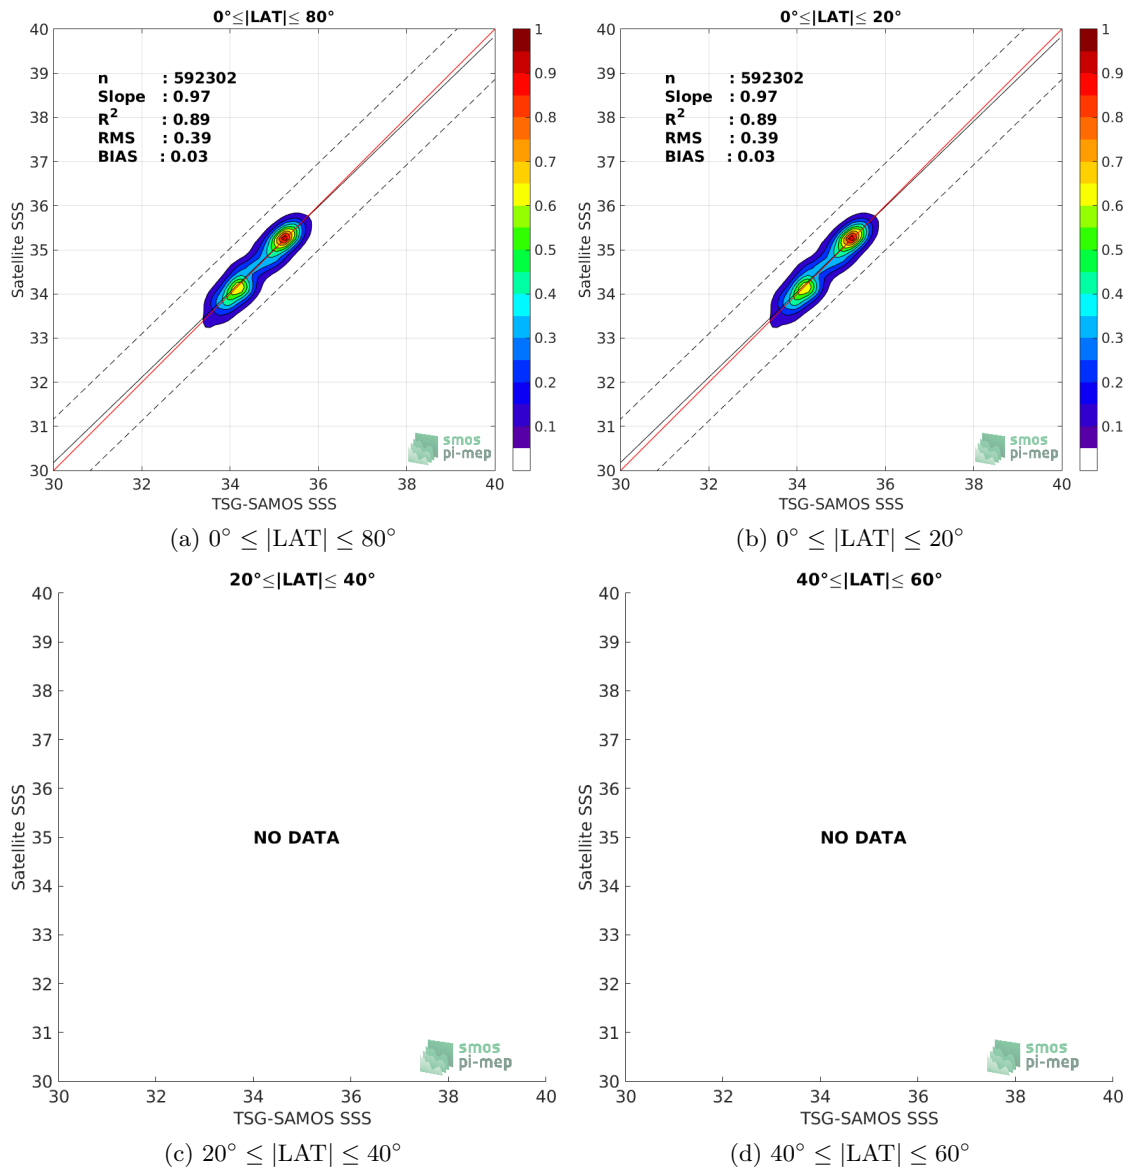 0°≤|LAT|≤ 80°
n : 592302
Slope : 0.97
R2 : 0.89
RMS : 0.39
BIAS : 0.03
40
39
38
37
36
35
34
33
32
31
30
Satellite SSS
30 32 34 36 38 40
TSG-SAMOS SSS
1
0.9
0.8
0.7
0.6
0.5
0.4
0.3
0.2
0.1
smos
pi-mep
(a) 0° ≤ |LAT| ≤ 80°
0°≤|LAT|≤ 20°
n : 592302
Slope : 0.97
R2 : 0.89
RMS : 0.39
BIAS : 0.03
40
39
38
37
36
35
34
33
32
31
30
Satellite SSS
30 32 34 36 38 40
TSG-SAMOS SSS
1
0.9
0.8
0.7
0.6
0.5
0.4
0.3
0.2
0.1
smos
pi-mep
(b) 0° ≤ |LAT| ≤ 20°
20°≤|LAT|≤ 40°
40
39
38
37
36
35
34
33
32
31
30
Satellite SSS
NO DATA
30 32 34 36 38 40
TSG-SAMOS SSS
smos
pi-mep
(c) 20° ≤ |LAT| ≤ 40°
40°≤|LAT|≤ 60°
40
39
38
37
36
35
34
33
32
31
30
Satellite SSS
NO DATA
30 32 34 36 38 40
TSG-SAMOS SSS
smos
pi-mep
(d) 40° ≤ |LAT| ≤ 60°